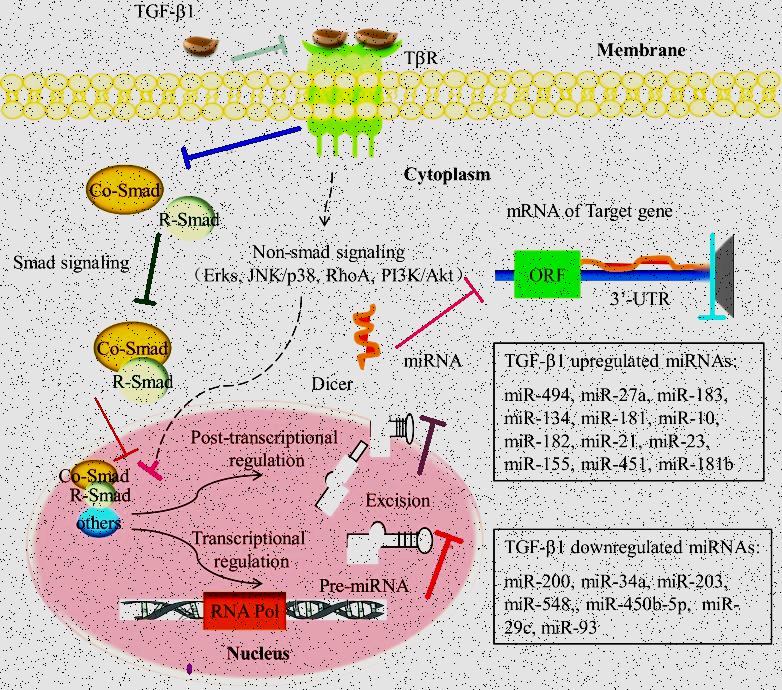 TGF-β1
TβR
Membrane
Cytoplasm
Co-Smad
R-Smad
mRNA of Target gene
Smad signaling
Non-smad signaling
(Erks, JNK/p38, RhoA, PI3K/Akt)
ORF
3'-UTR
Co-Smad
R-Smad
miRNA
Dicer
TGF-β1 upregulated miRNAs:
miR-494, miR-27a, miR-183,
miR-134, miR-181, miR-10,
miR-182, miR-21, miR-23,
miR-155, miR-451, miR-181b
Post-transcriptional
regulation
Co-Smad
R-Smad
others
Excision
Transcriptional
regulation
Pre-miRNA
RNA Pol
Nucleus
TGF-β1 downregulated miRNAs:
miR-200, miR-34a, miR-203,
miR-548,, miR-450b-5p, miR-
29c, miR-93